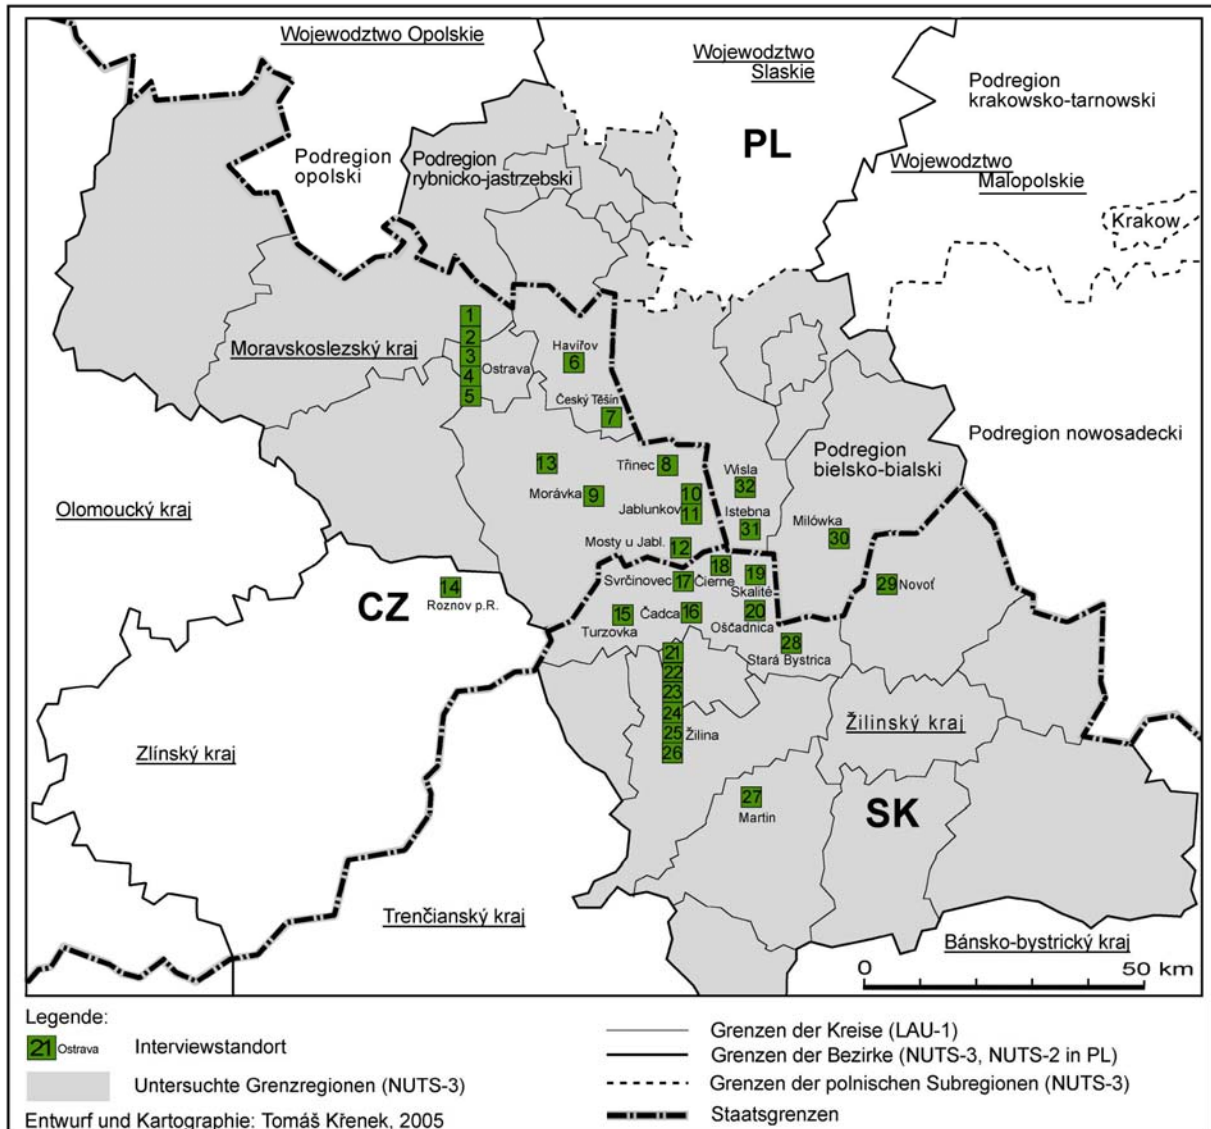 Wojewodztwo Opolskie
Wojewodztwo
Slaskie
Podregion
krakowsko-tarnowski
PL
Podregion
opolski
Podregion
rybnicko-jastrzebski
Wojewodztwo
Malopolskie
Krakow
Moravskoslezský kraj
1
2
3
4
5
Ostrava
Havířov
6
Český Těšín
7
Podregion nowosadecki
Podregion
bielsko-bialski
13
Třinec
8
Wisla
32
Morávka
9
10
Jablunkov
11
Istebna
31
Milówka
30
Olomoucký kraj
Mosty u Jabl.
12
18
Čierne
Svrčinovec
17
19
Skalité
29
Novoť
14
Roznov p.R.
CZ
15
Turzovka
Čadca
16
20
Oščadnica
28
Stará Bystrica
21
22
23
24
25
26
Žilina
Žilinský kraj
Zlínský kraj
27
Martin
SK
Trenčianský kraj
Bánsko-bystrický kraj
0
50 km
Legende:
21 Ostrava
Interviewstandort
Untersuchte Grenzregionen (NUTS-3)
Entwurf und Kartographie: Tomáš Křenek, 2005
Grenzen der Kreise (LAU-1)
Grenzen der Bezirke (NUTS-3, NUTS-2 in PL)
Grenzen der polnischen Subregionen (NUTS-3)
Staatsgrenzen